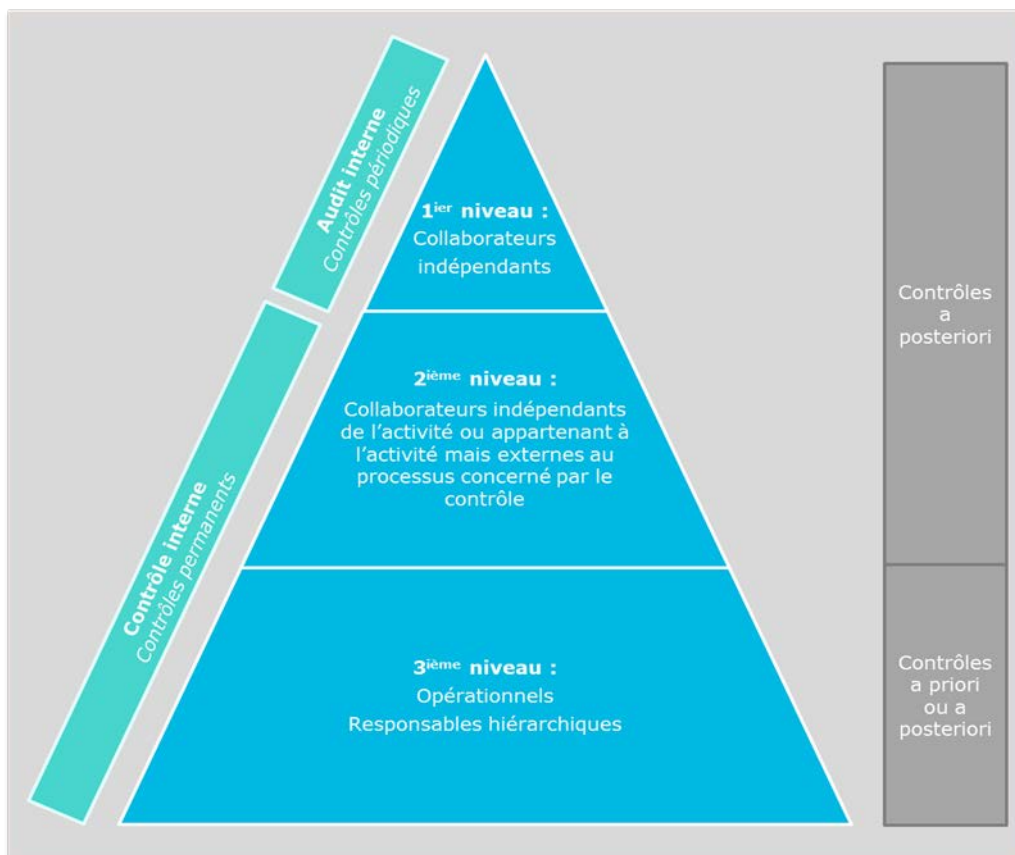 Audit interne
Contrôles périodiques
1ier niveau :
Collaborateurs
indépendants
Contrôles
a
posteriori
2ième niveau :
Collaborateurs indépendants
de l'activité ou appartenant à
l'activité mais externes au
processus concerné par le
contrôle
Contrôle interne
Contrôles permanents
3ième niveau :
Opérationnels
Responsables hiérarchiques
Contrôles
a priori
ou a
posteriori